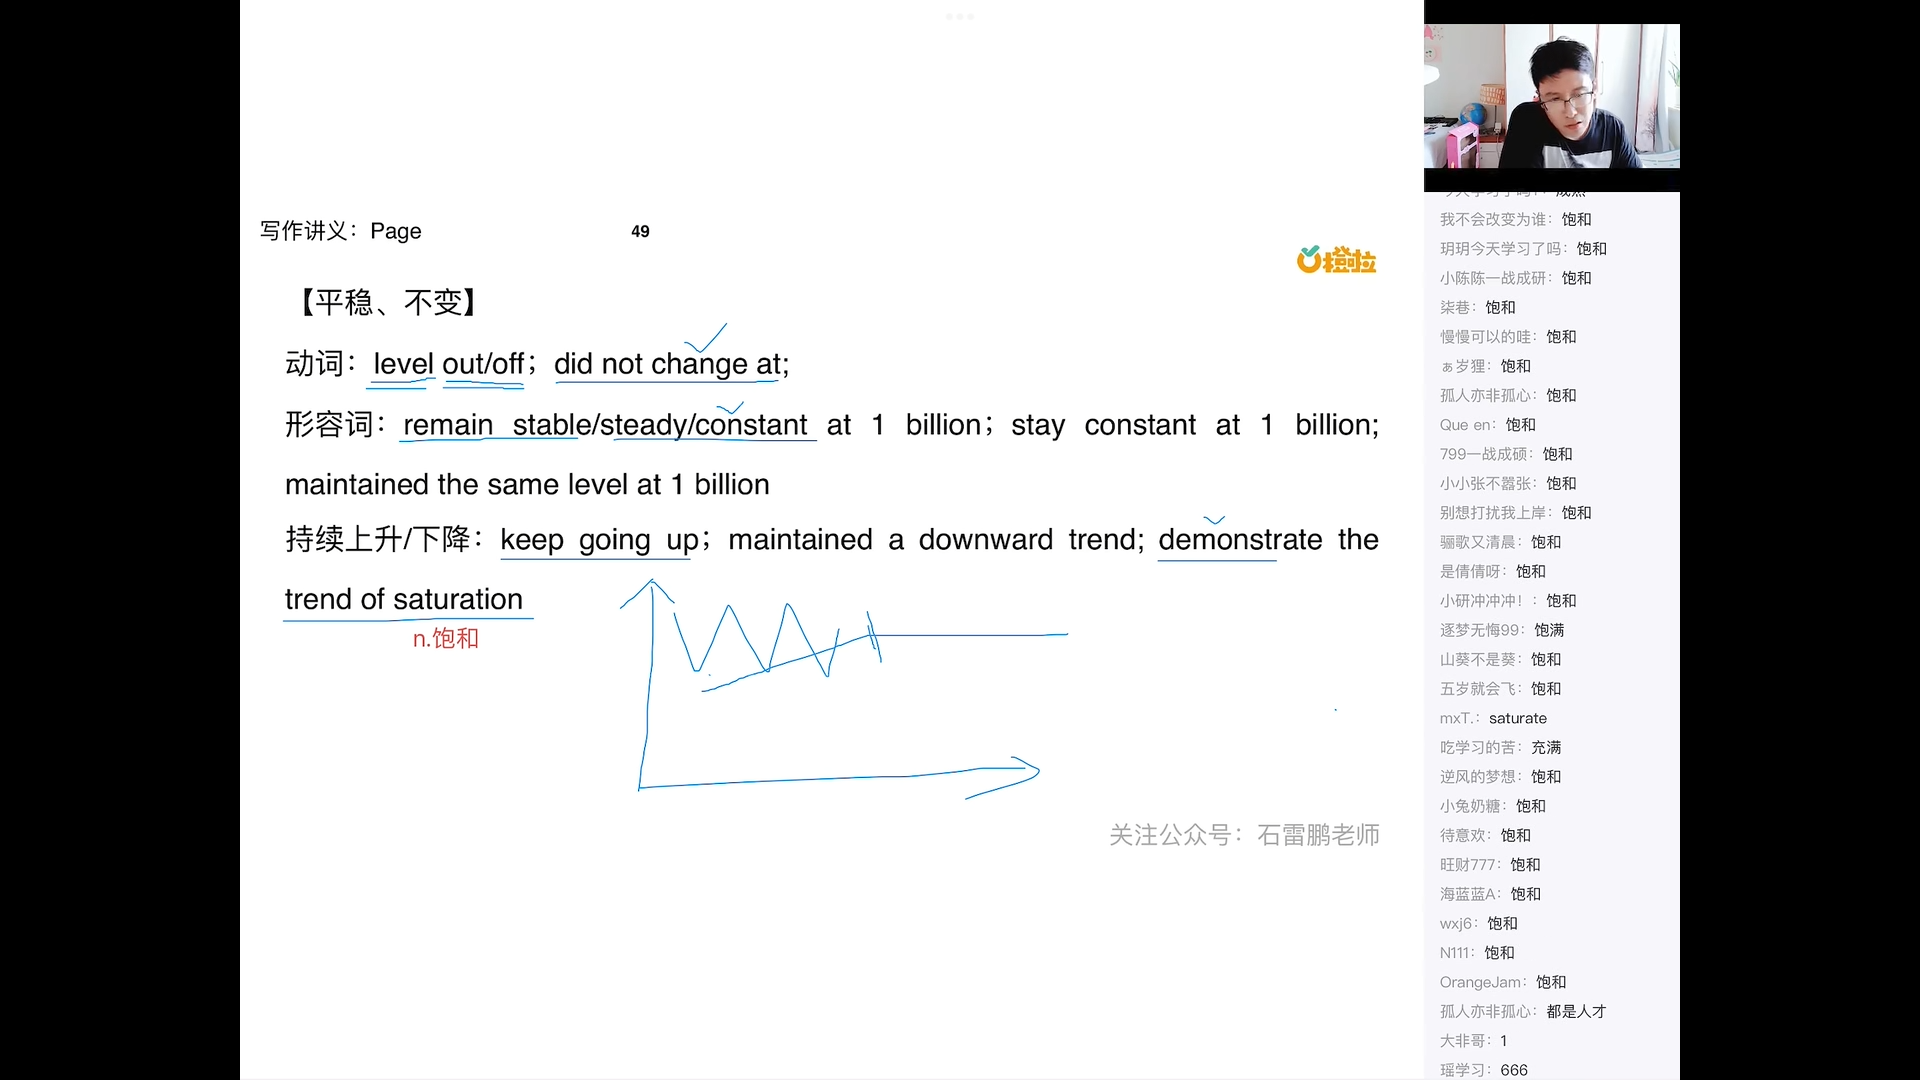 写作讲义：Page 49
橙啦
【平稳、不变】
动词：level out/off；did not change at;
形容词：remain stable/steady/constant at 1 billion；stay constant at 1 billion;
maintained the same level at 1 billion
持续上升/下降：keep going up；maintained a downward trend; demonstrate the
trend of saturation
n.饱和
关注公众号：石雷鹏老师
我不会改变为谁：饱和
玥玥今天学习了吗：饱和
小陈陈一战成研：饱和
柒巷：饱和
慢慢可以的哇：饱和
ぁ岁狸：饱和
孤人亦非孤心：饱和
Que en：饱和
799一战成硕：饱和
小小张不嚣张：饱和
别想打扰我上岸：饱和
骊歌又清晨：饱和
是倩倩呀：饱和
小研冲冲冲！：饱和
逐梦无悔99：饱满
山葵不是葵：饱和
五岁就会飞：饱和
mxT.：saturate
吃学习的苦：充满
逆风的梦想：饱和
小兔奶糖：饱和
待意欢：饱和
旺财777：饱和
海蓝蓝A：饱和
wxj6：饱和
N111：饱和
OrangeJam：饱和
孤人亦非孤心：都是人才
大非哥：1
瑶学习：666